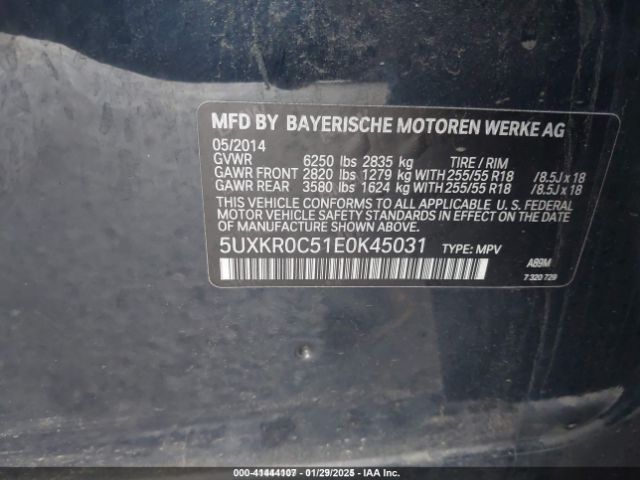 MFD BY BAYERISCHE MOTOREN WERKE AG
05/2014
GVWR 6250 lbs 2835 kg TIRE / RIM
GAWR FRONT 2820 lbs 1279 kg WITH 255/55 R18 /8.5J x 18
GAWR REAR 3580 lbs 1624 kg WITH 255/55 R18 /8.5J x 18
THIS VEHICLE CONFORMS TO ALL APPLICABLE U.S. FEDERAL
MOTOR VEHICLE SAFETY STANDARDS IN EFFECT ON THE DATE
OF MANUFACTURE SHOWN ABOVE.
5UXKR0C51E0K45031 TYPE: MPV
A89M
7 320 729
000-41444107 - 01/29/2025 - IAA Inc.